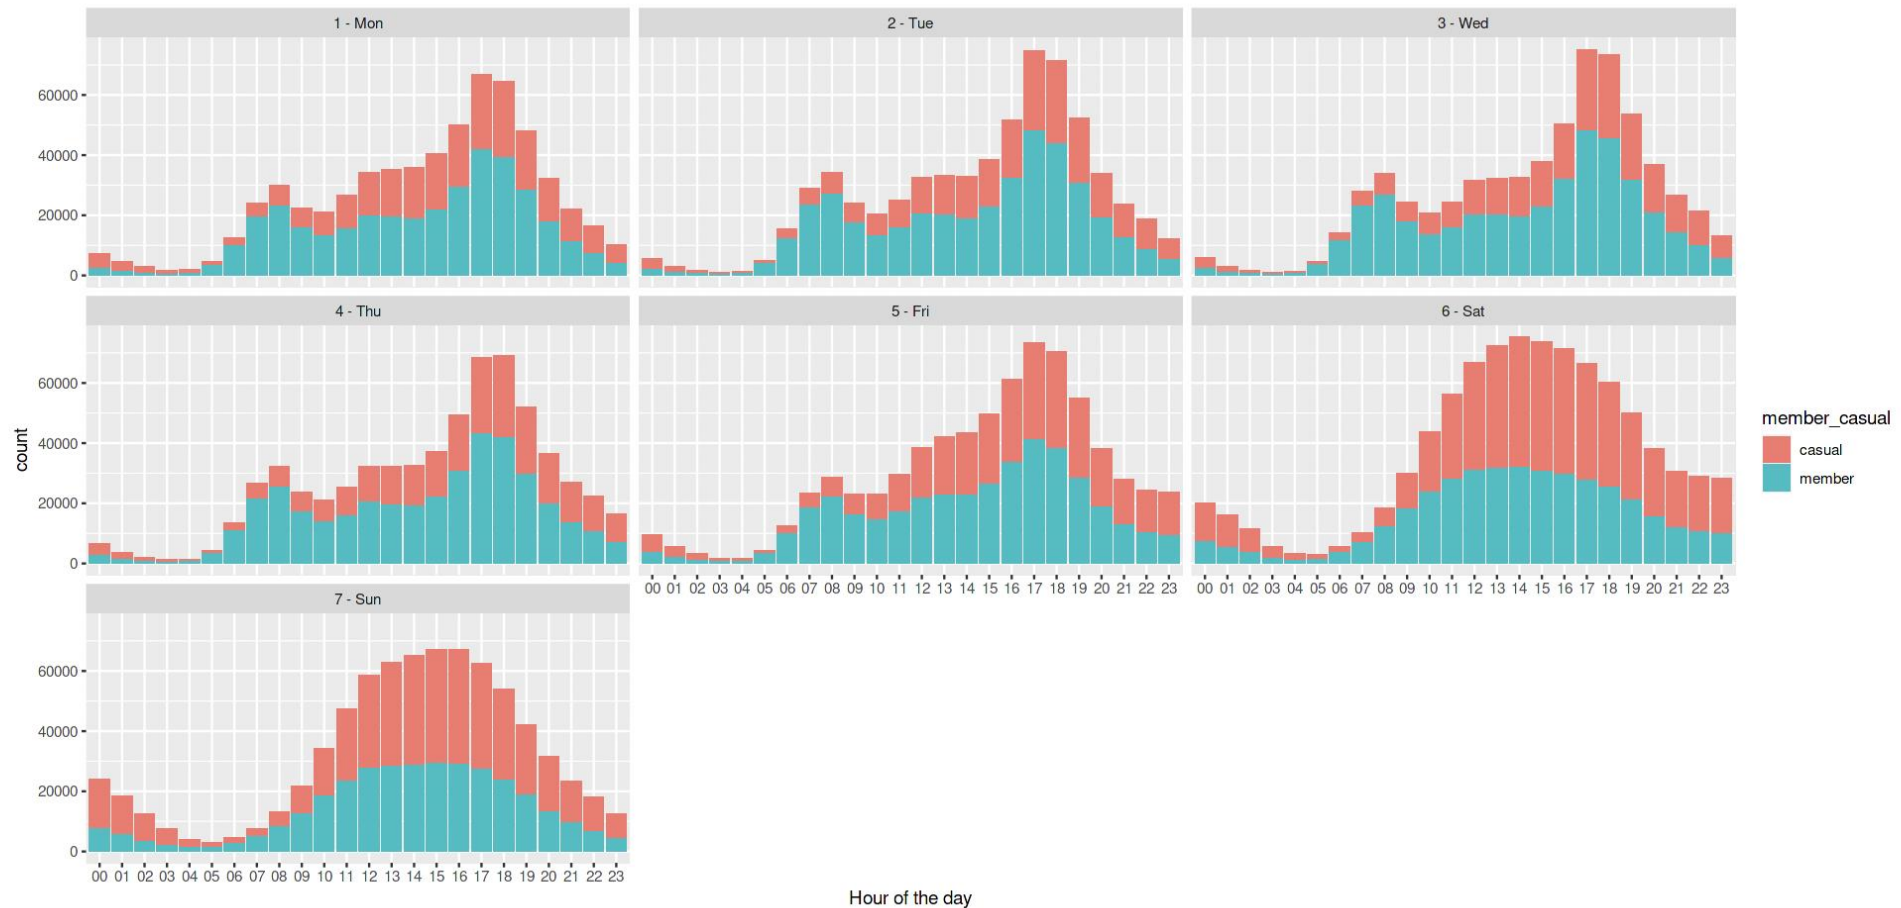 1 - Mon
2 - Tue
3 - Wed
60000
40000
20000
0
4 - Thu
5 - Fri
6 - Sat
60000
40000
20000
0
00 01 02 03 04 05 06 07 08 09 10 11 12 13 14 15 16 17 18 19 20 21 22 23
00 01 02 03 04 05 06 07 08 09 10 11 12 13 14 15 16 17 18 19 20 21 22 23
7 - Sun
60000
40000
20000
0
00 01 02 03 04 05 06 07 08 09 10 11 12 13 14 15 16 17 18 19 20 21 22 23
Hour of the day
count
member_casual
casual
member